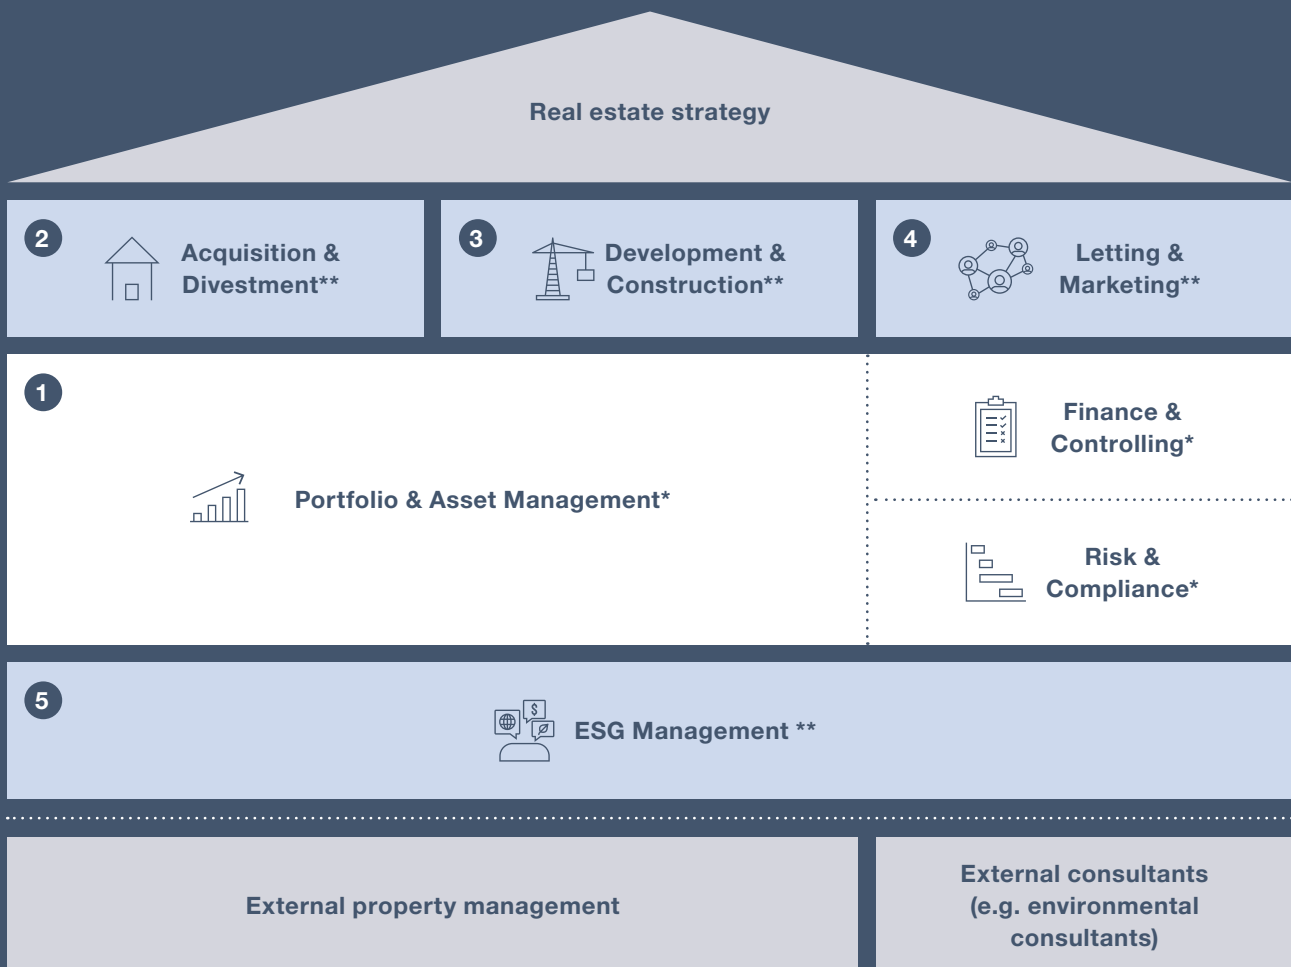 Real estate strategy
2
Acquisition &
Divestment**
3
Development &
Construction**
4
Letting &
Marketing**
1
Portfolio & Asset Management*
Finance &
Controlling*
Risk &
Compliance*
5
$
ESG Management **
External property management
External consultants
(e.g. environmental
consultants)